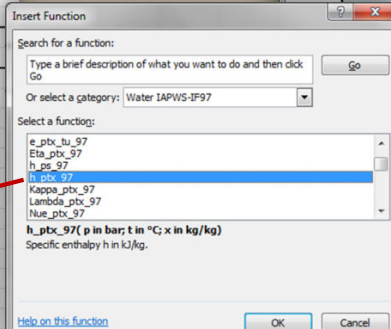 Insert Function
Search for a function:
Type a brief description of what you want to do and then click
Go
Go
Or select a category: Water IAPWS-IF97
Select a function:
e_ptx_tu_97
Eta_ptx_97
h_ps_97
h_ptx_97
Kappa_ptx_97
Lambda_ptx_97
Nue_ptx_97
h_ptx_97( p in bar; t in °C; x in kg/kg)
Specific enthalpy h in kJ/kg.
Help on this function
OK
Cancel